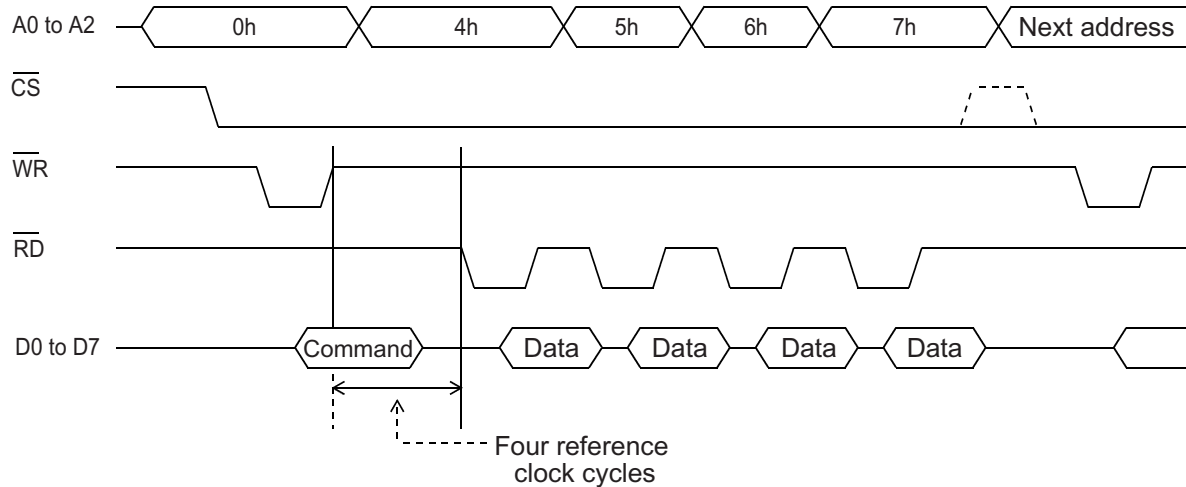 A0 to A2 0h 4h 5h 6h 7h Next address
CS
WR
RD
D0 to D7 Command Data Data Data Data
Four reference
clock cycles